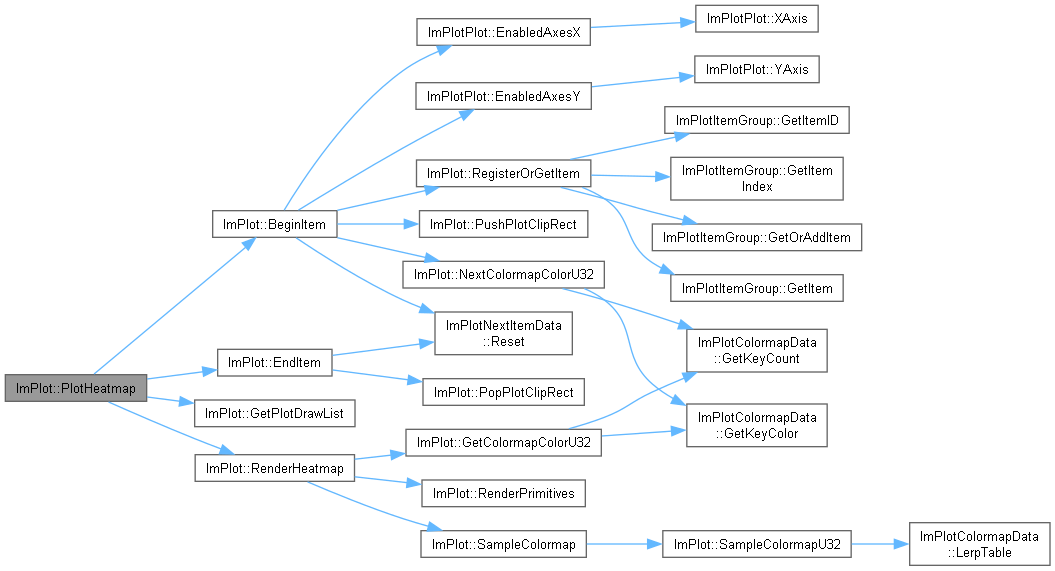 ImPlotPlot::EnabledAxesX
ImPlotPlot::XAxis
ImPlotPlot::EnabledAxesY
ImPlotPlot::YAxis
ImPlotItemGroup::GetItemID
ImPlot::RegisterOrGetItem
ImPlotItemGroup::GetItem
Index
ImPlot::BeginItem
ImPlot::PushPlotClipRect
ImPlotItemGroup::GetOrAddItem
ImPlot::NextColormapColorU32
ImPlotItemGroup::GetItem
ImPlotNextItemData
::Reset
ImPlotColormapData
::GetKeyCount
ImPlot::EndItem
ImPlot::PlotHeatmap
ImPlot::PopPlotClipRect
ImPlot::GetPlotDrawList
ImPlotColormapData
::GetKeyColor
ImPlot::GetColormapColorU32
ImPlot::RenderHeatmap
ImPlot::RenderPrimitives
ImPlot::SampleColormap
ImPlot::SampleColormapU32
ImPlotColormapData
::LerpTable